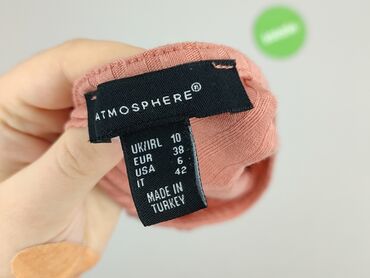 ATMOSPHERE®
UK/IRL 10
EUR 38
USA 6
IT 42
MADE IN
TURKEY